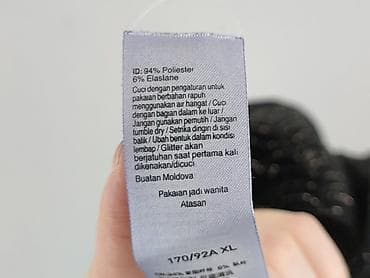 ID: 94% Poliester
6% Elastane
Cuci dengan pengaturan untuk
pakaian berbahan rapuh
menggunakan air hangat / Cuci
dengan bagian dalam ke luar /
Jangan gunakan pemutih / Jangan
tumble dry / Setrika dingin di sisi
balik / Ubah bentuk dalam kondisi
lembap / Glitter akan
berjatuhan saat pertama kali
dikenakan/dicuci
Buatan Moldova
Pakaian jadi wanita
Atasan
170/92A XL